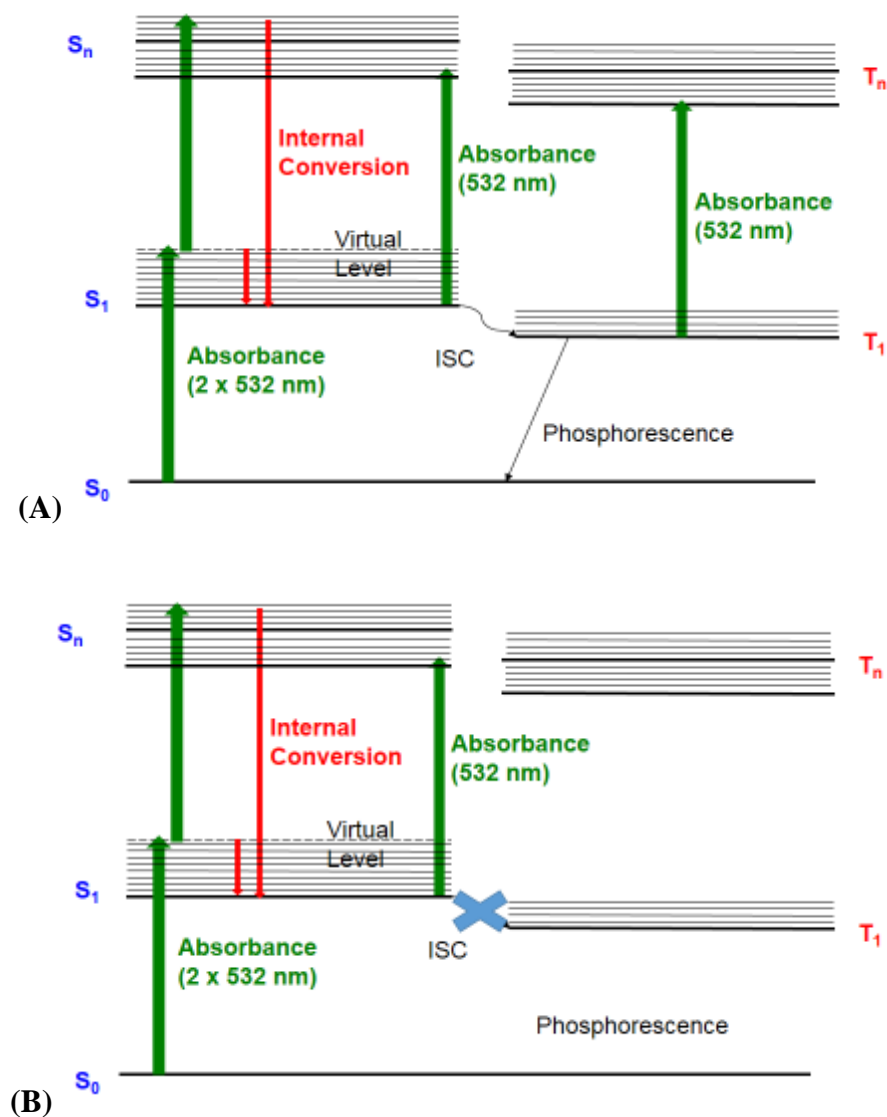 Sn
Tn
Internal
Conversion
Absorbance
(532 nm)
Absorbance
(532 nm)
Virtual
Level
S1
T1
ISC
Absorbance
(2 x 532 nm)
Phosphorescence
S0
(A)
Sn
Tn
Internal
Conversion
Absorbance
(532 nm)
Virtual
Level
S1
T1
ISC
Absorbance
(2 x 532 nm)
Phosphorescence
S0
(B)